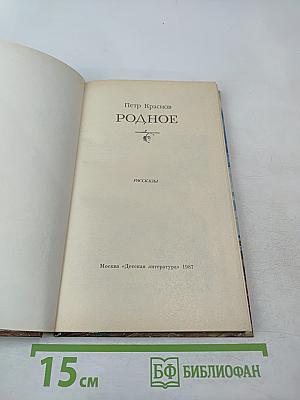 Петр Краснов
РОДНОЕ
РАССКАЗЫ
Москва «Детская литература» 1987
15 см
БФ БИБЛИОФАН